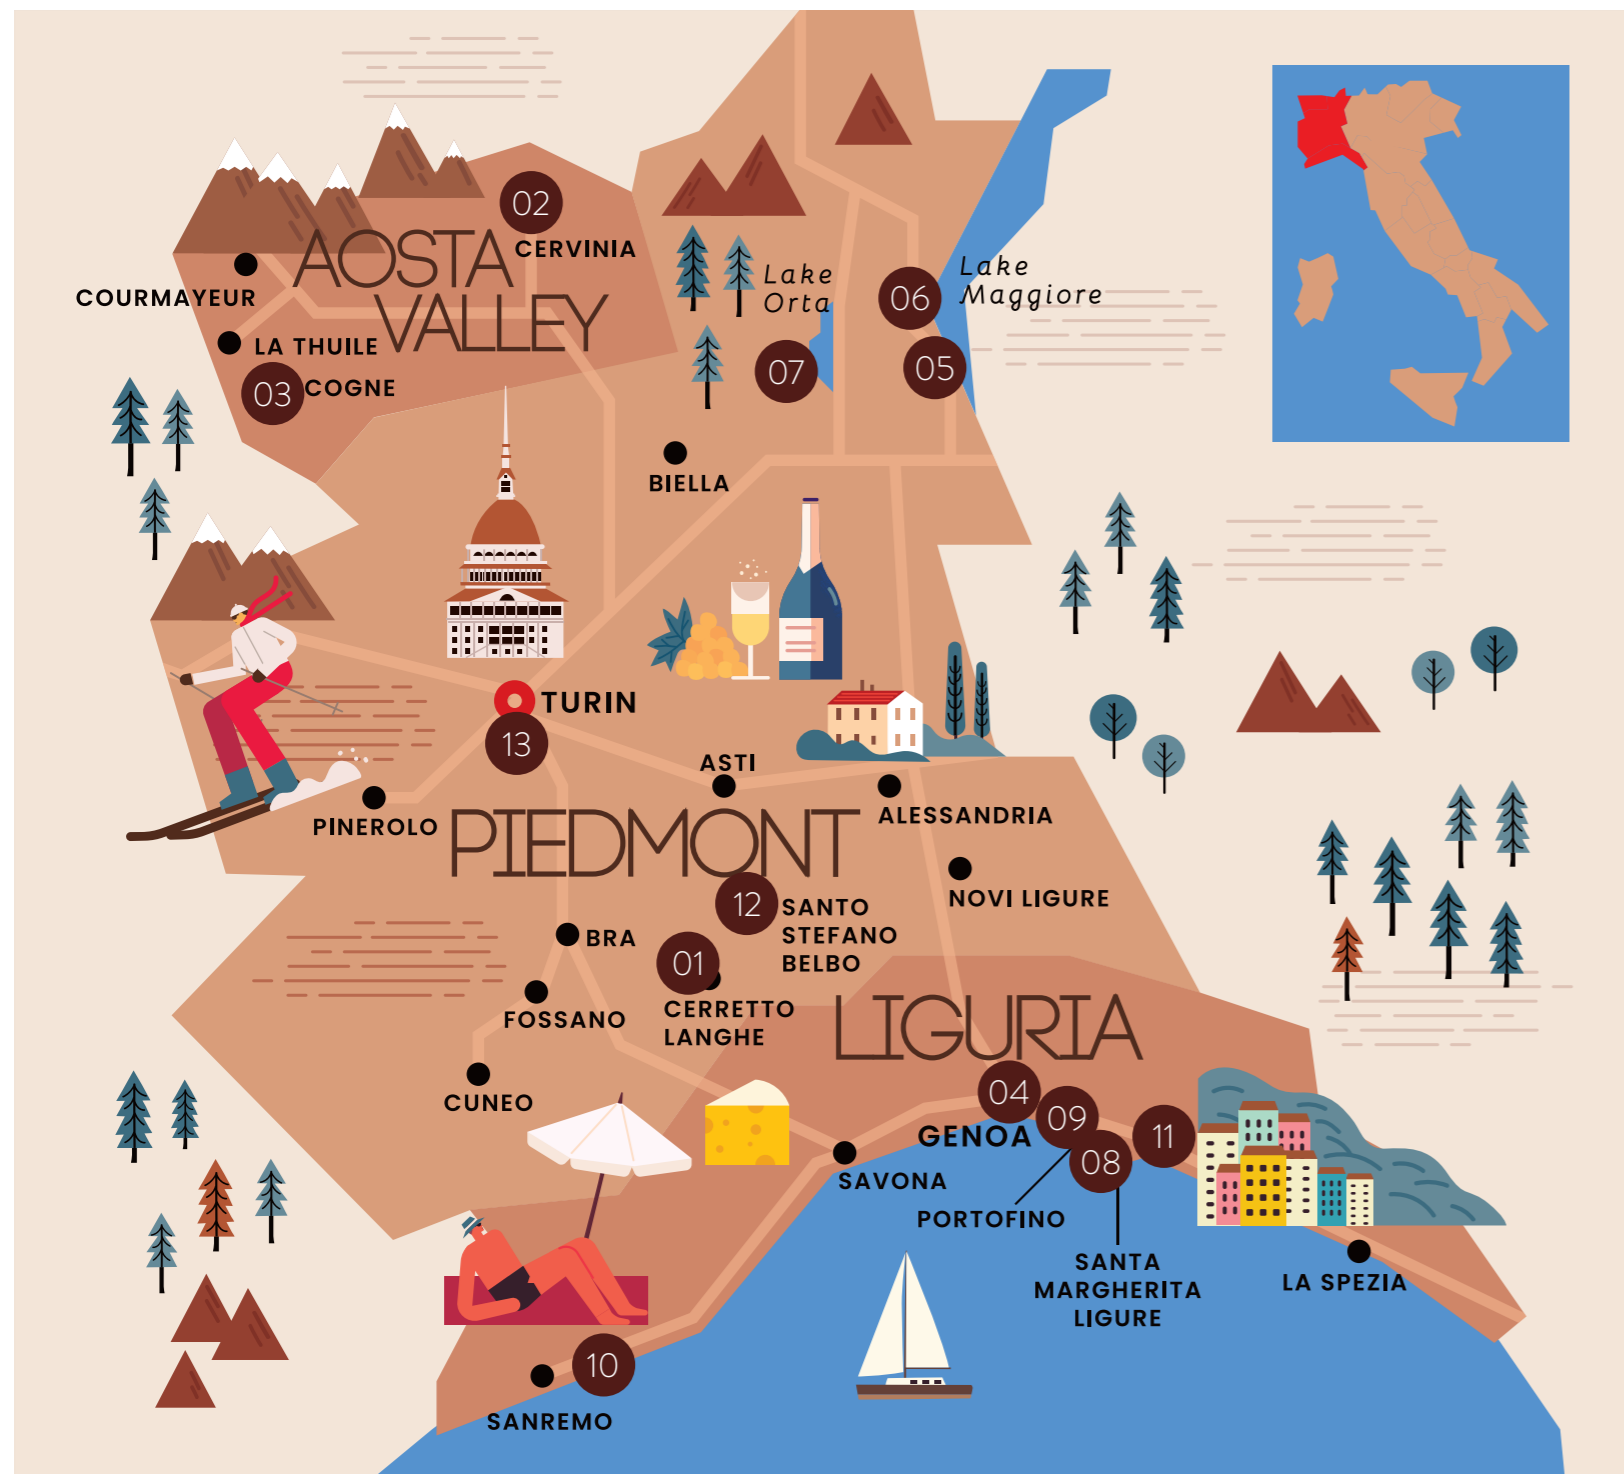 02
AOSTA
VALLEY
CERVINIA
COURMAYEUR
LA THUILE
03
COGNE
Lake
Orta
06
Lake
Maggiore
07
05
BIELLA
TURIN
13
ASTI
ALESSANDRIA
PINEROLO
PIEDMONT
NOVI LIGURE
12
SANTO
STEFANO
BELBO
BRA
01
CERRETTO
LANGHE
FOSSANO
CUNEO
LIGURIA
04
GENOA
09
08
11
SAVONA
PORTOFINO
SANTA
MARGHERITA
LIGURE
LA SPEZIA
10
SANREMO